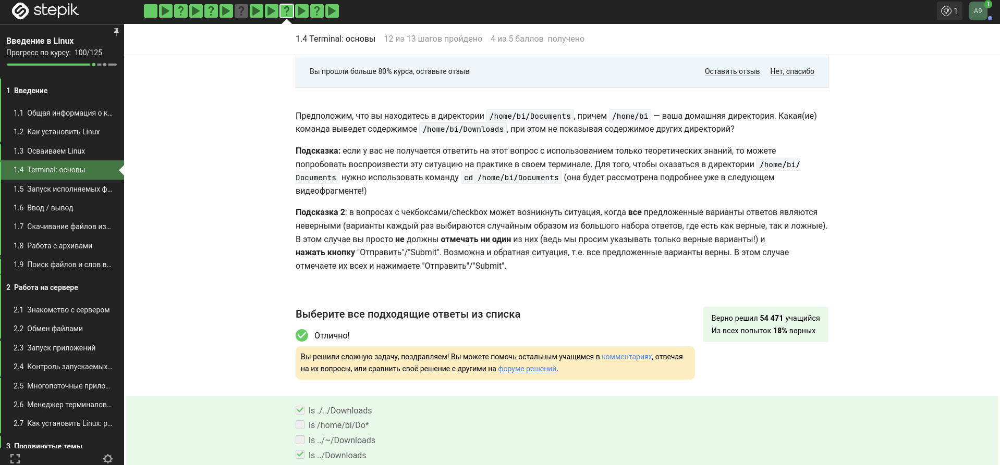 stepik
?
?
?
?
?
1
A9
1
Введение в Linux
Прогресс по курсу: 100/125
1 Введение
1.1 Общая информация о к...
1.2 Как установить Linux
1.3 Осваиваем Linux
1.4 Terminal: основы
1.5 Запуск исполняемых ф...
1.6 Ввод / вывод
1.7 Скачивание файлов из...
1.8 Работа с архивами
1.9 Поиск файлов и слов в...
2 Работа на сервере
2.1 Знакомство с сервером
2.2 Обмен файлами
2.3 Запуск приложений
2.4 Контроль запускаемых...
2.5 Многопоточные прило...
2.6 Менеджер терминалов...
2.7 Как установить Linux: р...
3 Продвинутые темы
1.4 Terminal: основы 12 из 13 шагов пройдено 4 из 5 баллов получено
Вы прошли больше 80% курса, оставьте отзыв Оставить отзыв Нет, спасибо
Предположим, что вы находитесь в директории /home/bi/Documents, причем /home/bi — ваша домашняя директория. Какая(ие)
команда выведет содержимое /home/bi/Downloads, при этом не показывая содержимое других директорий?
Подсказка: если у вас не получается ответить на этот вопрос с использованием только теоретических знаний, то можете
попробовать воспроизвести эту ситуацию на практике в своем терминале. Для того, чтобы оказаться в директории /home/bi/
Documents нужно использовать команду cd /home/bi/Documents (она будет рассмотрена подробнее уже в следующем
видеофрагменте!)
Подсказка 2: в вопросах с чекбоксами/checkbox может возникнуть ситуация, когда все предложенные варианты ответов являются
неверными (варианты каждый раз выбираются случайным образом из большого набора ответов, где есть как верные, так и ложные).
В этом случае вы просто не должны отмечать ни один из них (ведь мы просим указывать только верные варианты!) и
нажать кнопку "Отправить"/"Submit". Возможна и обратная ситуация, т.е. все предложенные варианты верны. В этом случае
отмечаете их всех и нажимаете "Отправить"/"Submit".
Выберите все подходящие ответы из списка
Отлично!
Верно решил 54 471 учащийся
Из всех попыток 18% верных
Вы решили сложную задачу, поздравляем! Вы можете помочь остальным учащимся в комментариях, отвечая
на их вопросы, или сравнить своё решение с другими на форуме решений.
ls ./../Downloads
ls /home/bi/Do*
ls ../~/Downloads
ls ../Downloads